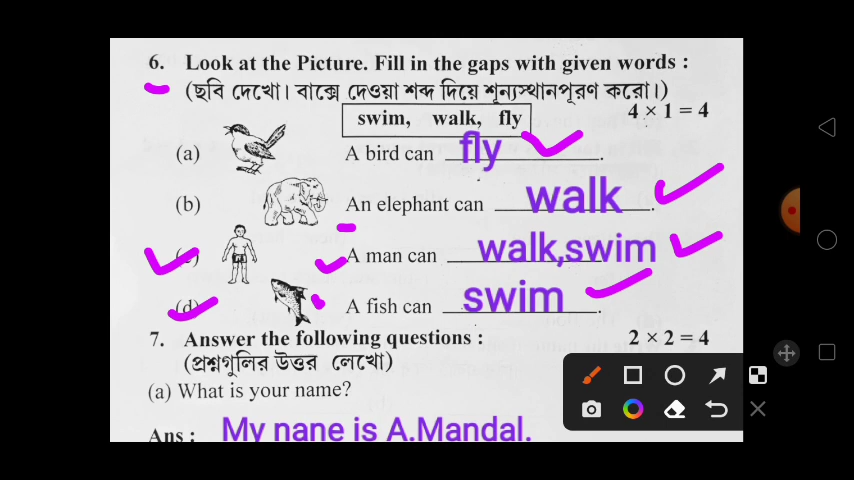 6. Look at the Picture. Fill in the gaps with given words :
(ছবি দেখো। বাক্সে দেওয়া শব্দ দিয়ে শূন্যস্থানপূরণ করো।)
4 × 1 = 4
swim, walk, fly
(a) A bird can fly.
(b) An elephant can walk.
A man can walk,swim
(d) A fish can swim.
7. Answer the following questions : 2 × 2 = 4
(প্রশ্নগুলির উত্তর লেখো)
(a) What is your name?
Ans : My nane is A.Mandal.